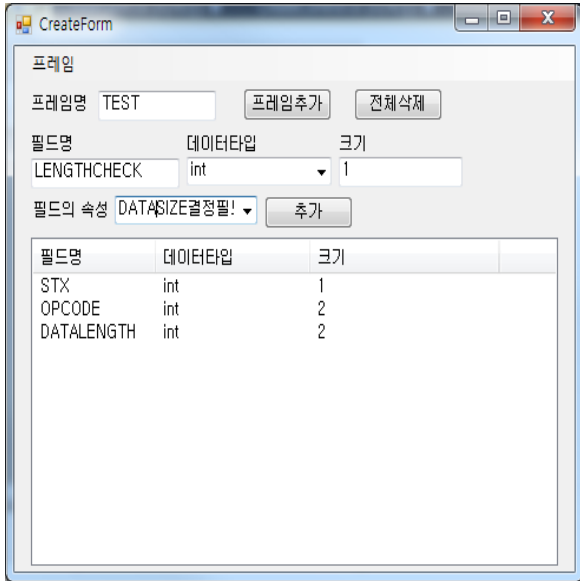 CreateForm
프레임
프레임명 TEST 프레임추가 전체삭제
필드명 데이터타입 크기
LENGTHCHECK int 1
필드의 속성 DATASIZE결정필! 추가
필드명 데이터타입 크기
STX int 1
OPCODE int 2
DATALENGTH int 2